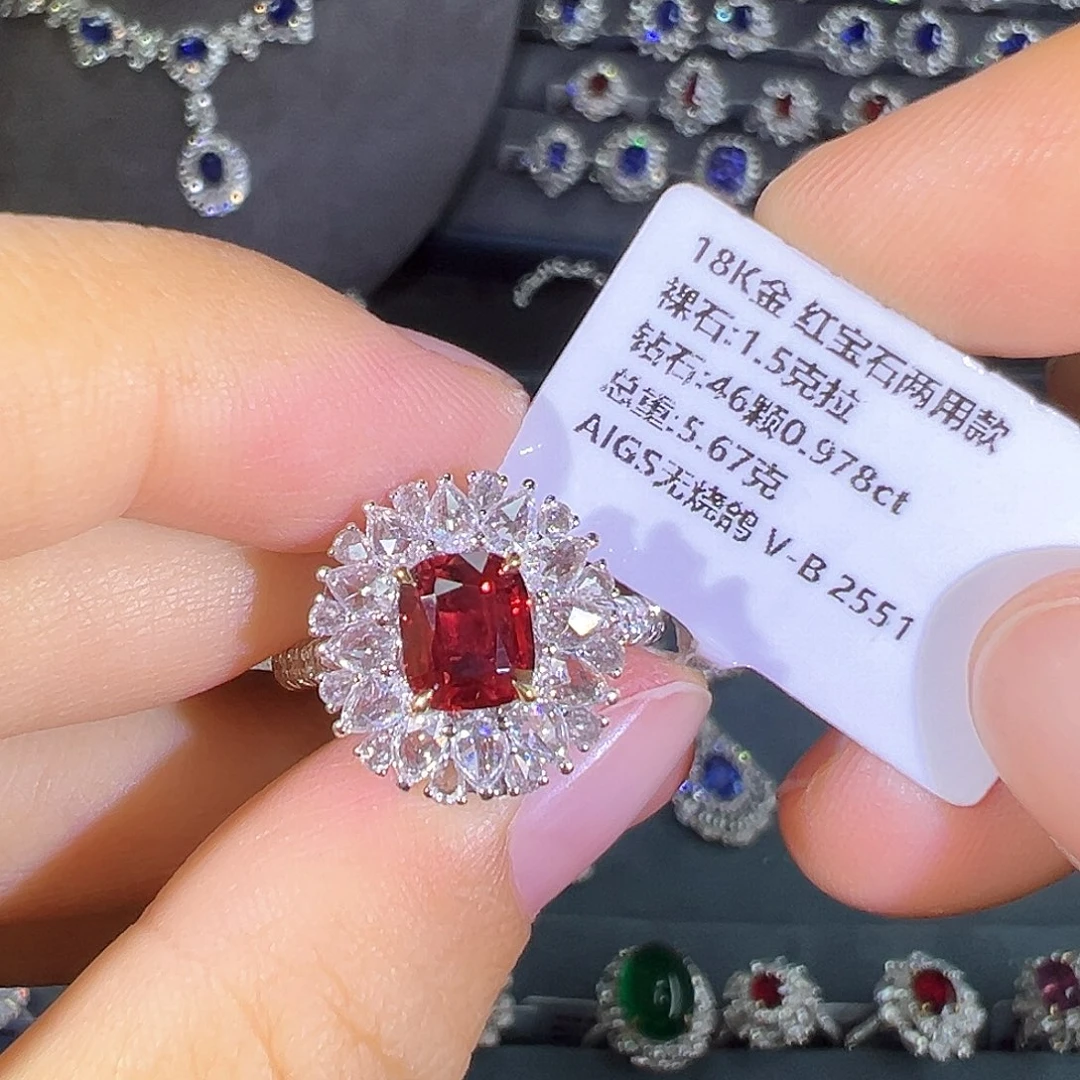 18K金 红宝石两用款
裸石:1.5克拉
钻石:46颗0.978ct
总重:5.67克
AIGS无烧鸽 V-B 2551